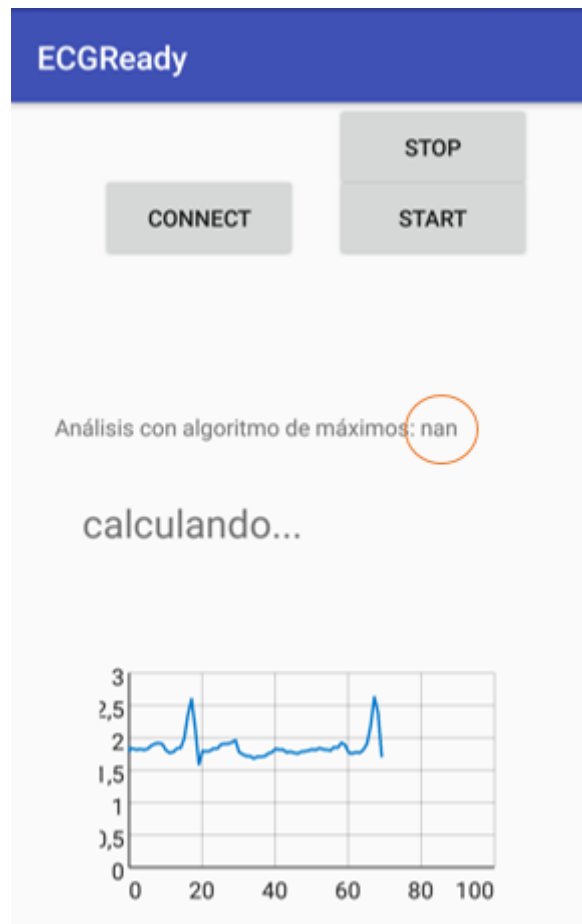 ECGReady
STOP
CONNECT
START
Análisis con algoritmo de máximos: nan
calculando...
3
2,5
2
1,5
1
0,5
0
0 20 40 60 80 100